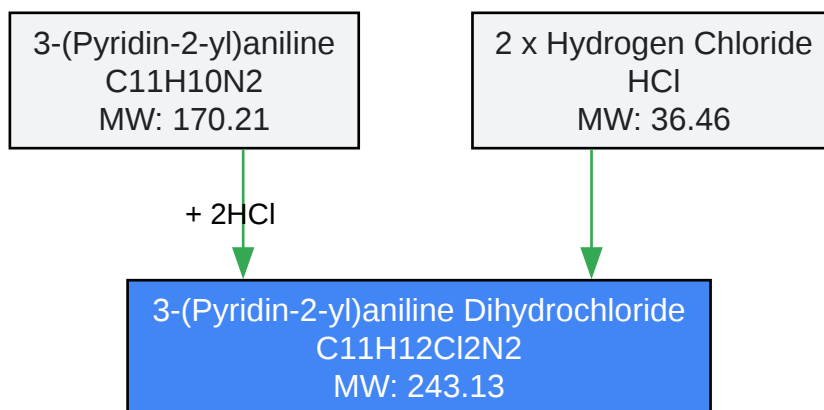 3-(Pyridin-2-yl)aniline
C11H10N2
MW: 170.21
2 x Hydrogen Chloride
HCl
MW: 36.46
+ 2HCl
3-(Pyridin-2-yl)aniline Dihydrochloride
C11H12Cl2N2
MW: 243.13